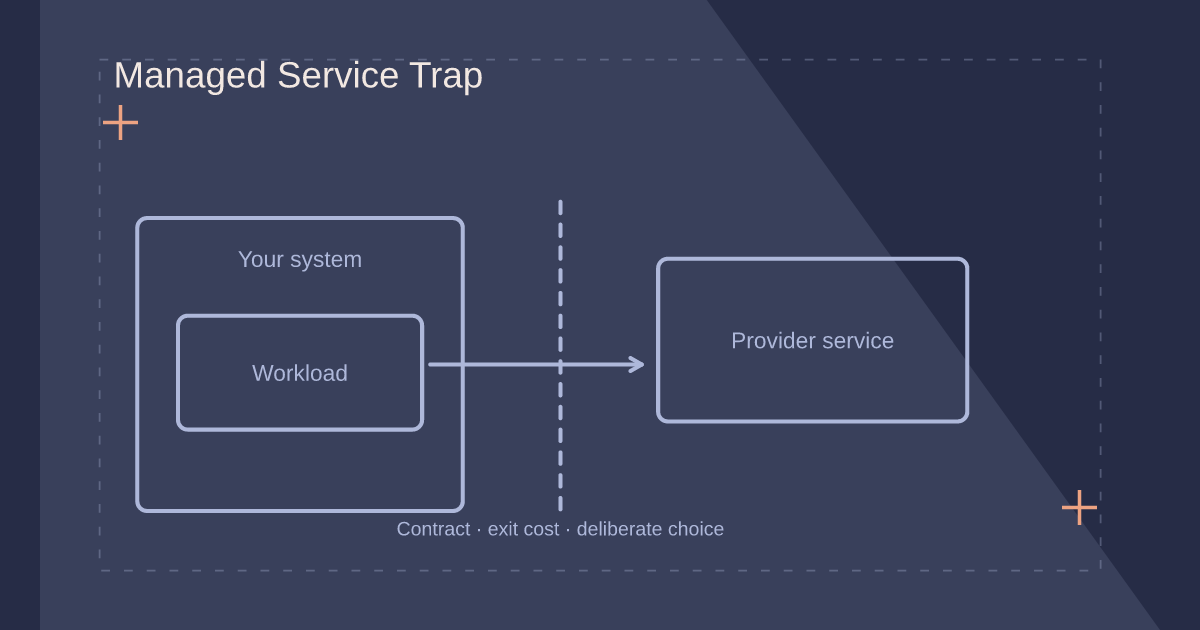 Managed Service Trap
Your system
Workload
Provider service
Contract · exit cost · deliberate choice